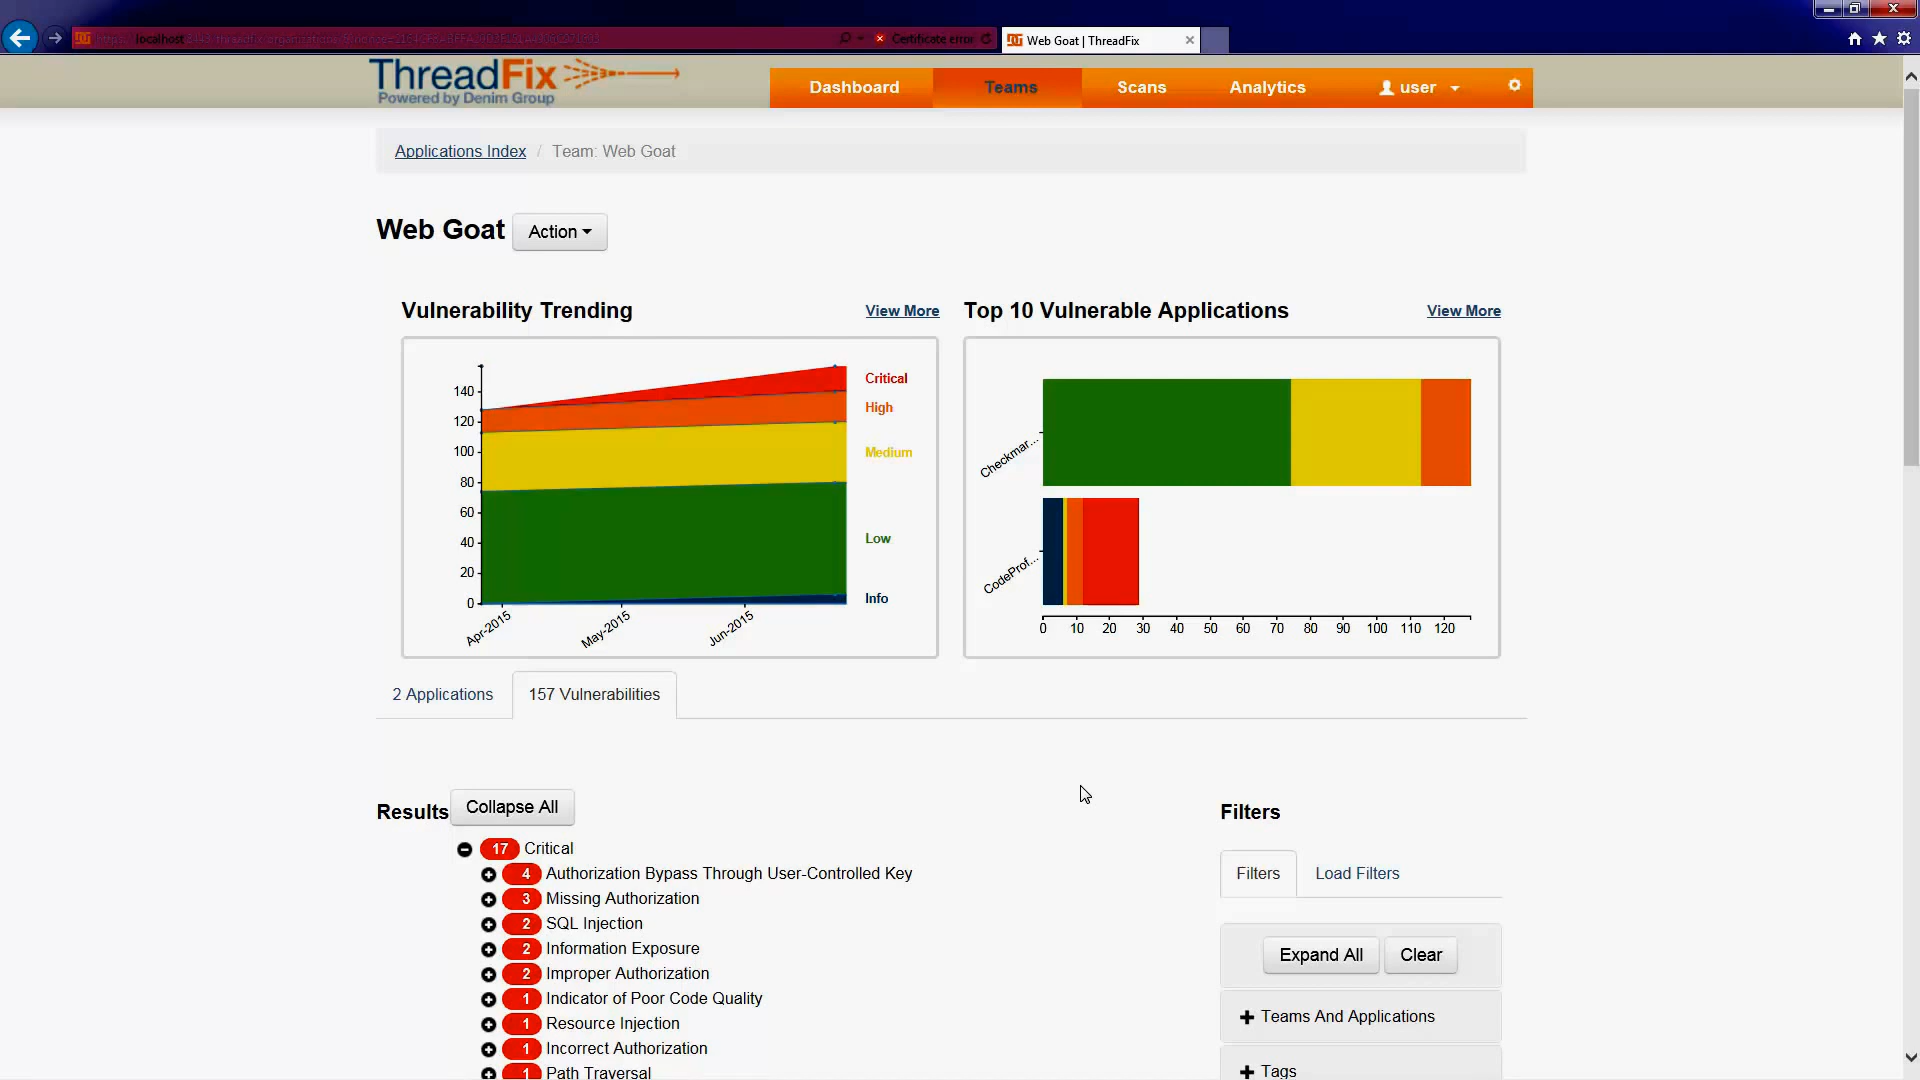 localhost
Certificate error
Web Goat | ThreadFix
ThreadFix
Powered by Denim Group
Dashboard
Teams
Scans
Analytics
user
Applications Index / Team: Web Goat
Web Goat
Action
Vulnerability Trending
View More
140
120
100
80
60
40
20
0
Apr-2015
May-2015
Jun-2015
Critical
High
Medium
Low
Info
Top 10 Vulnerable Applications
View More
Checkmar...
CodeProf...
0 10 20 30 40 50 60 70 80 90 100 110 120
2 Applications
157 Vulnerabilities
Results
Collapse All
17 Critical
4 Authorization Bypass Through User-Controlled Key
3 Missing Authorization
2 SQL Injection
2 Information Exposure
2 Improper Authorization
1 Indicator of Poor Code Quality
1 Resource Injection
1 Incorrect Authorization
1 Path Traversal
Filters
Filters
Load Filters
Expand All
Clear
Teams And Applications
Tags